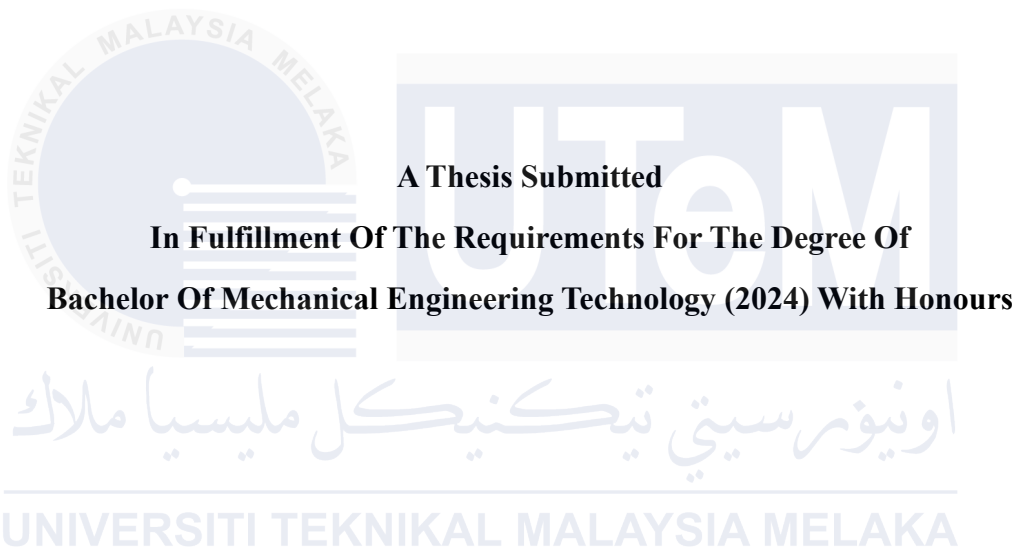 UNIVERSITI TEKNIKAL MALAYSIA MELAKA
UTeM
A Thesis Submitted
In Fulfillment Of The Requirements For The Degree Of
Bachelor Of Mechanical Engineering Technology (2024) With Honours
اونيۏرسيتي تيكنيكل مليسيا ملاك
UNIVERSITI TEKNIKAL MALAYSIA MELAKA